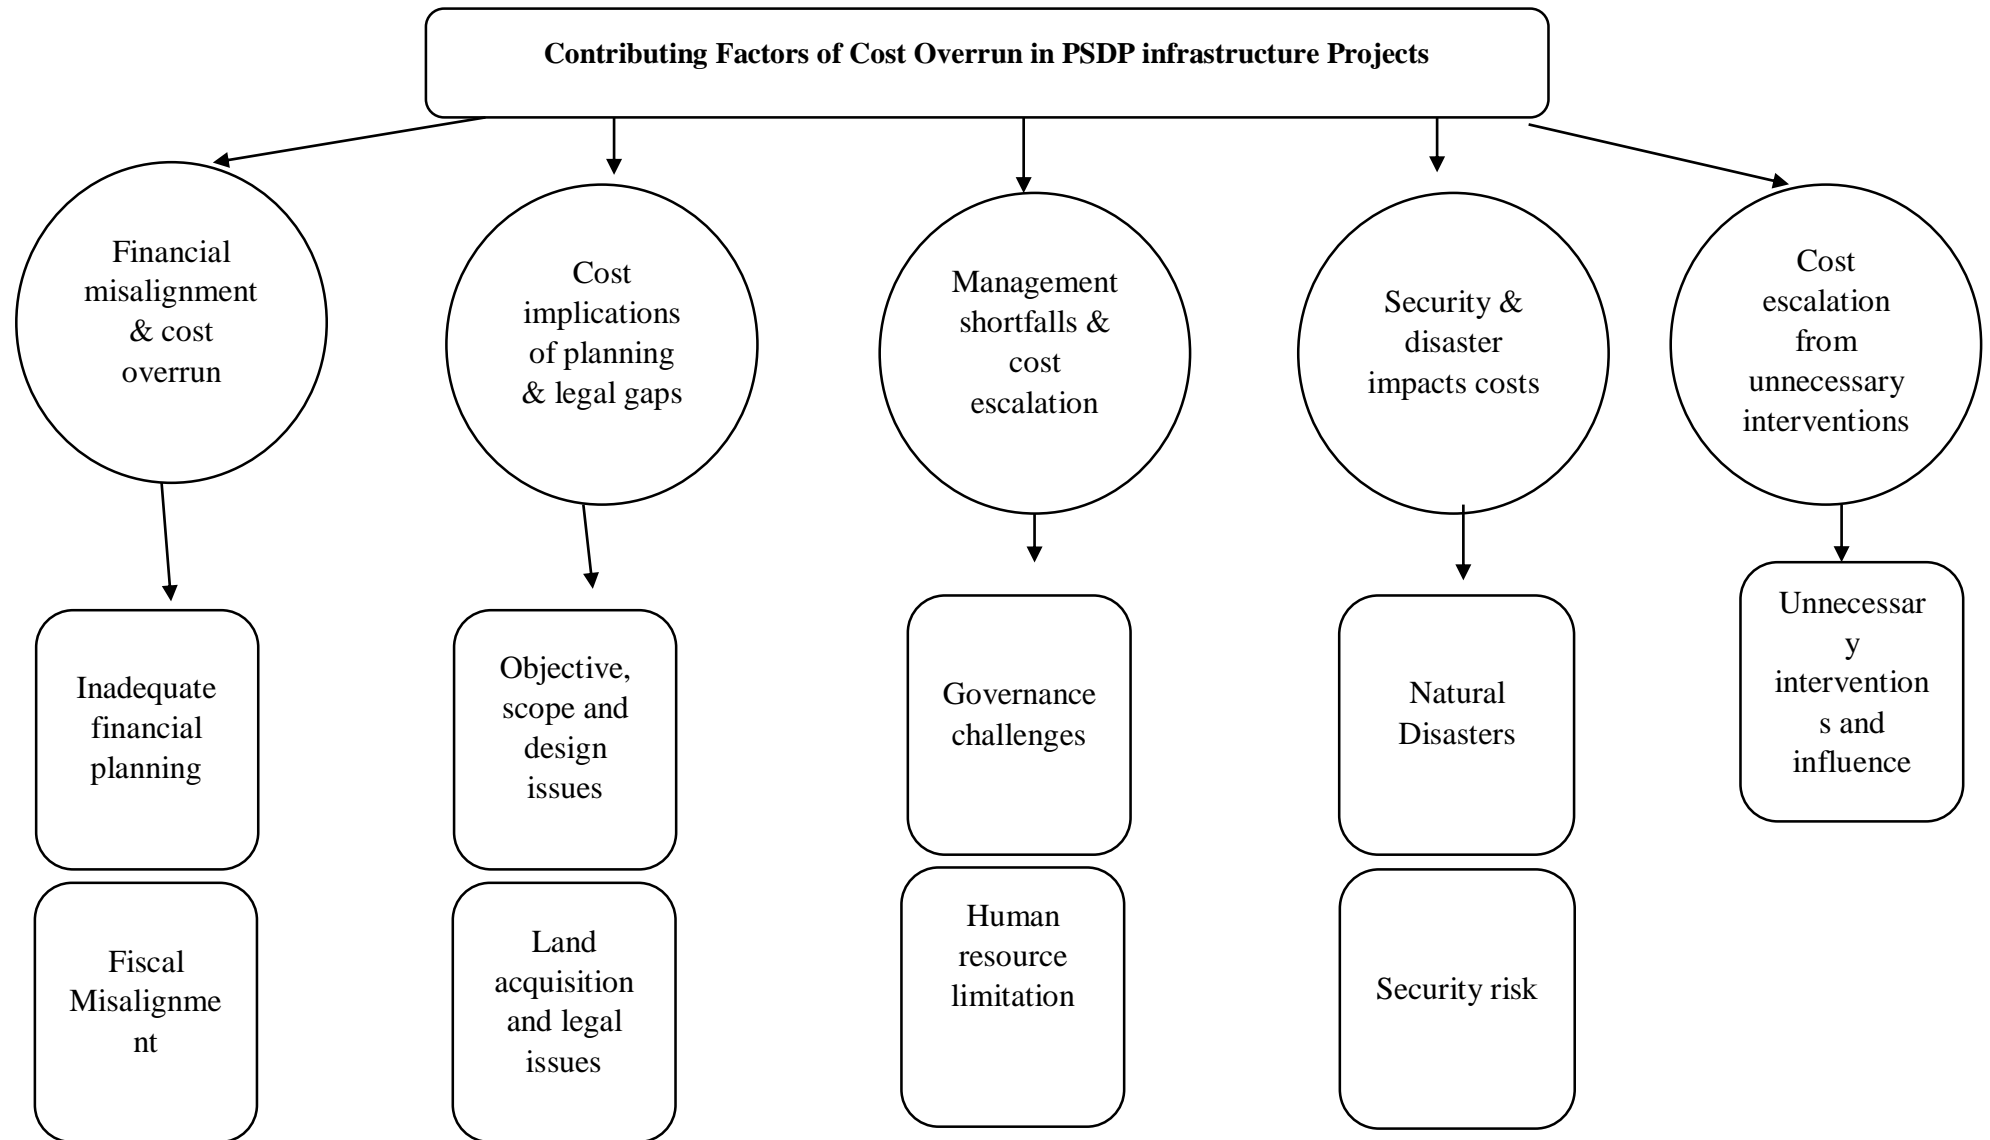 Contributing Factors of Cost Overrun in PSDP infrastructure Projects
Financial
misalignment
& cost
overrun
Cost
implications
of planning
& legal gaps
Management
shortfalls &
cost
escalation
Security &
disaster
impacts costs
Cost
escalation
from
unnecessary
interventions
Inadequate
financial
planning
Objective,
scope and
design
issues
Governance
challenges
Natural
Disasters
Unnecessar
y
intervention
s and
influence
Fiscal
Misalignme
nt
Land
acquisition
and legal
issues
Human
resource
limitation
Security risk